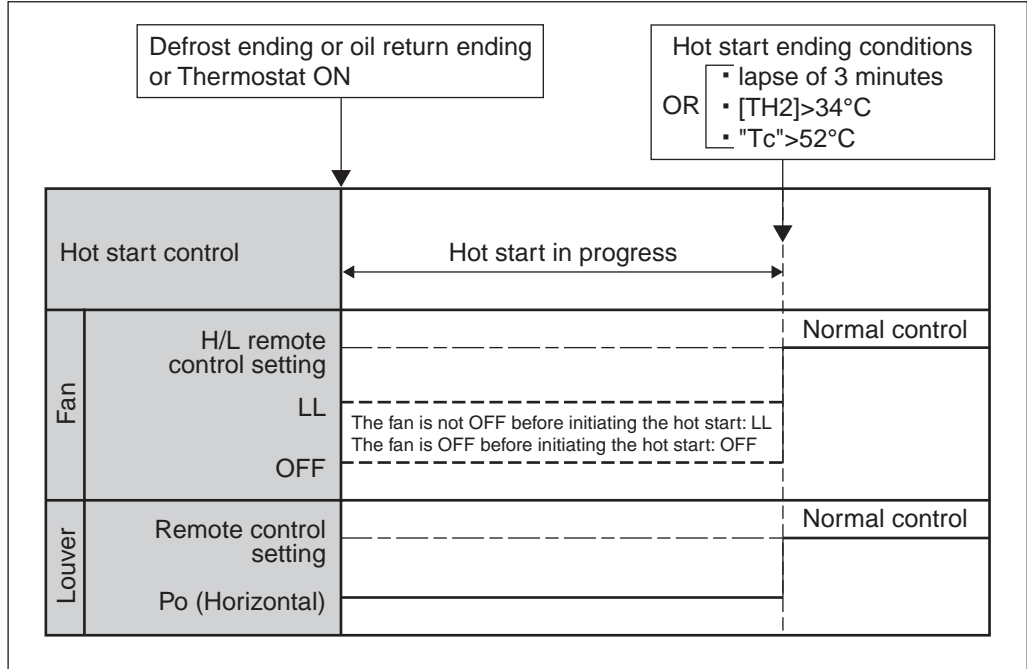 Defrost ending or oil return ending
or Thermostat ON
Hot start ending conditions
OR
▪ lapse of 3 minutes
▪ [TH2]>34°C
▪ "Tc">52°C
Hot start control
Hot start in progress
Fan
H/L remote
control setting
Normal control
LL
The fan is not OFF before initiating the hot start: LL
The fan is OFF before initiating the hot start: OFF
OFF
Louver
Remote control
setting
Normal control
Po (Horizontal)